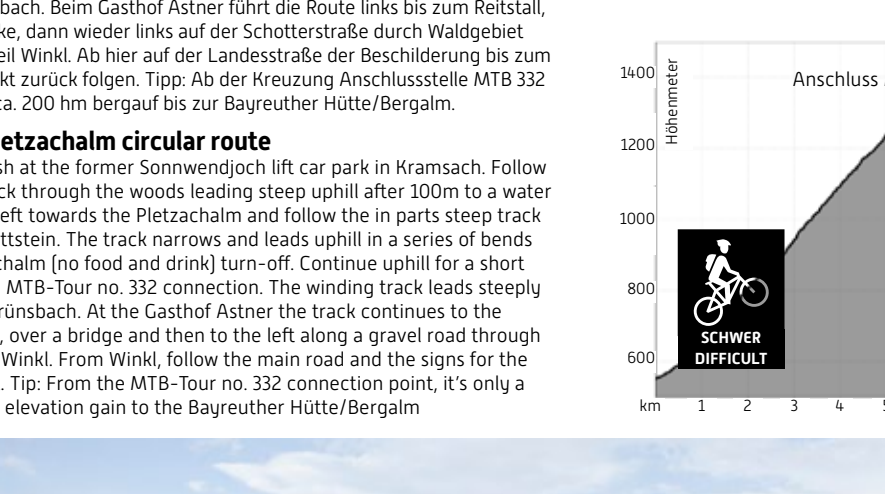 bach. Beim Gasthof Astner führt die Route links bis zum Reitstall,
ke, dann wieder links auf der Schotterstraße durch Waldgebiet
eil Winkl. Ab hier auf der Landesstraße der Beschilderung bis zum
kt zurück folgen. Tipp: Ab der Kreuzung Anschlussstelle MTB 332
ca. 200 hm bergauf bis zur Bayreuther Hütte/Bergalm.
letzachalm circular route
sh at the former Sonnwendjoch lift car park in Kramsach. Follow
ck through the woods leading steep uphill after 100m to a water
eft towards the Pletzachalm and follow the in parts steep track
ttstein. The track narrows and leads uphill in a series of bends
chalm (no food and drink) turn-off. Continue uphill for a short
MTB-Tour no. 332 connection. The winding track leads steeply
rünsbach. At the Gasthof Astner the track continues to the
, over a bridge and then to the left along a gravel road through
Winkl. From Winkl, follow the main road and the signs for the
. Tip: From the MTB-Tour no. 332 connection point, it's only a
elevation gain to the Bayreuther Hütte/Bergalm
Höhenmeter
1400
Anschluss
1200
1000
800
600
SCHWER
DIFFICULT
km 1 2 3 4